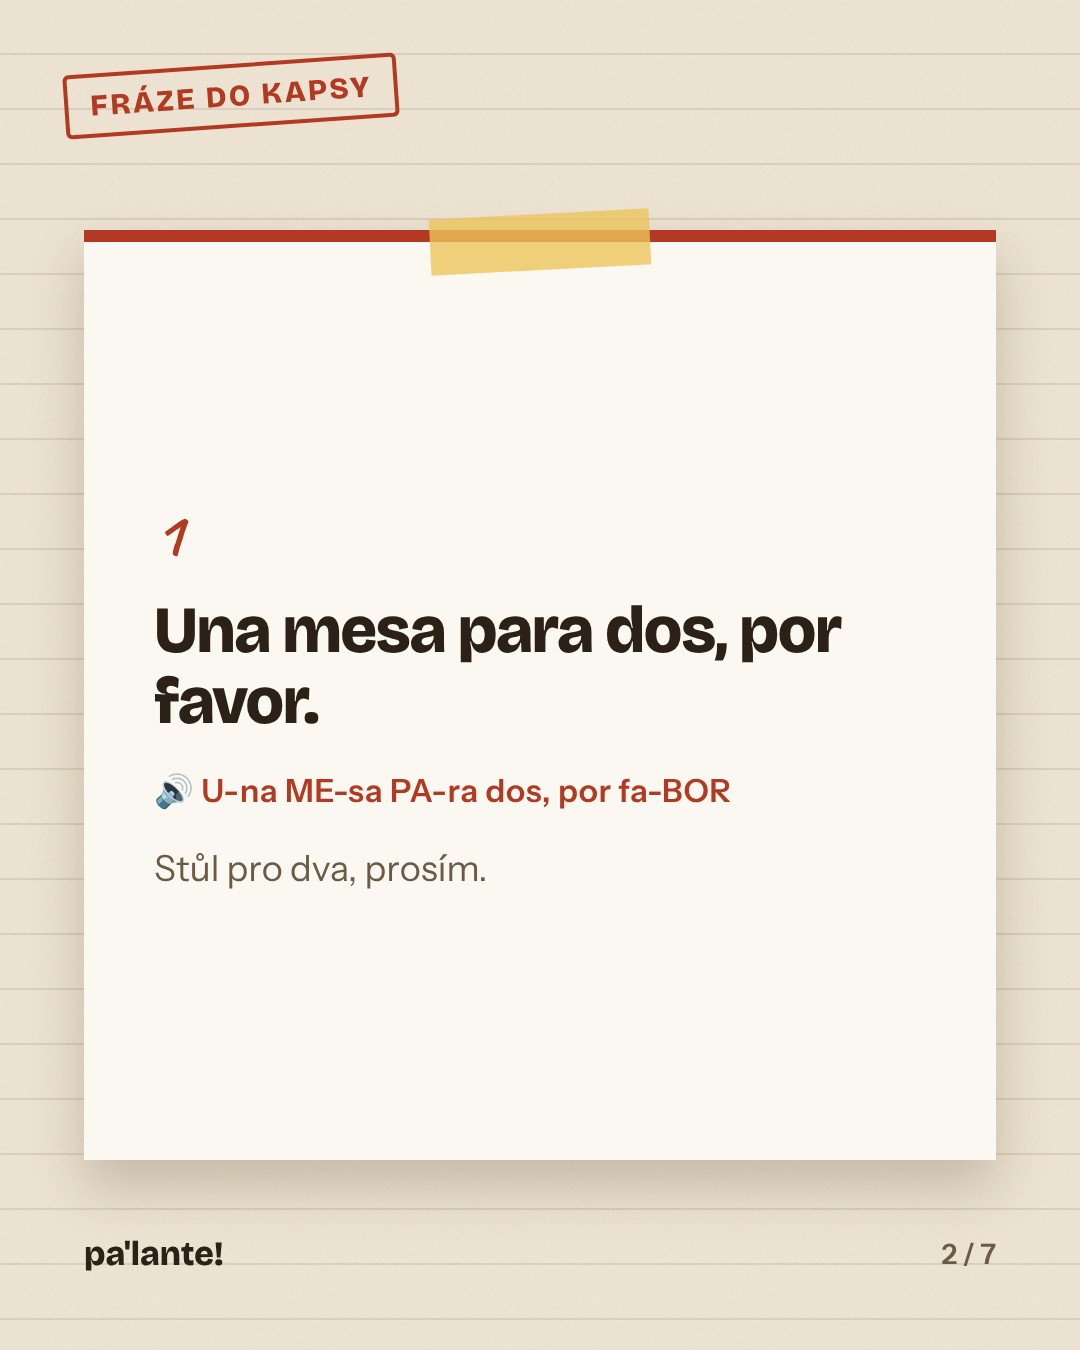 FRÁZE DO KAPSY
1
Una mesa para dos, por
favor.
🔊 U-na ME-sa PA-ra dos, por fa-BOR
Stůl pro dva, prosím.
pa'lante!
2 / 7